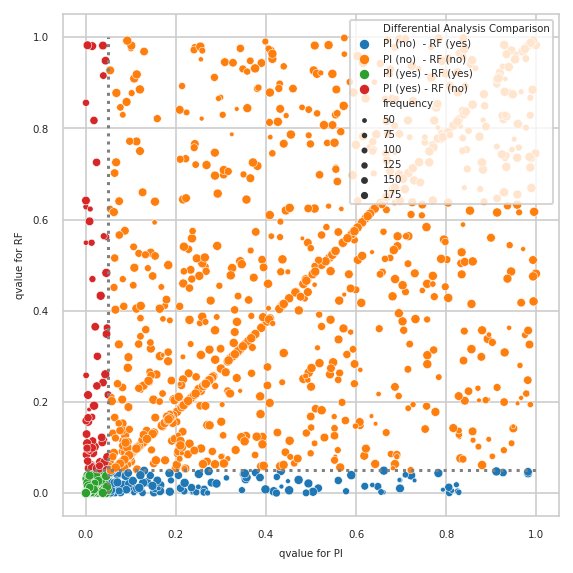 Differential Analysis Comparison
PI (no)  - RF (yes)
PI (no)  - RF (no)
PI (yes) - RF (yes)
PI (yes) - RF (no)
frequency
50
75
100
125
150
175
1.0
0.8
0.6
0.4
0.2
0.0
qvalue for RF
0.0 0.2 0.4 0.6 0.8 1.0
qvalue for PI